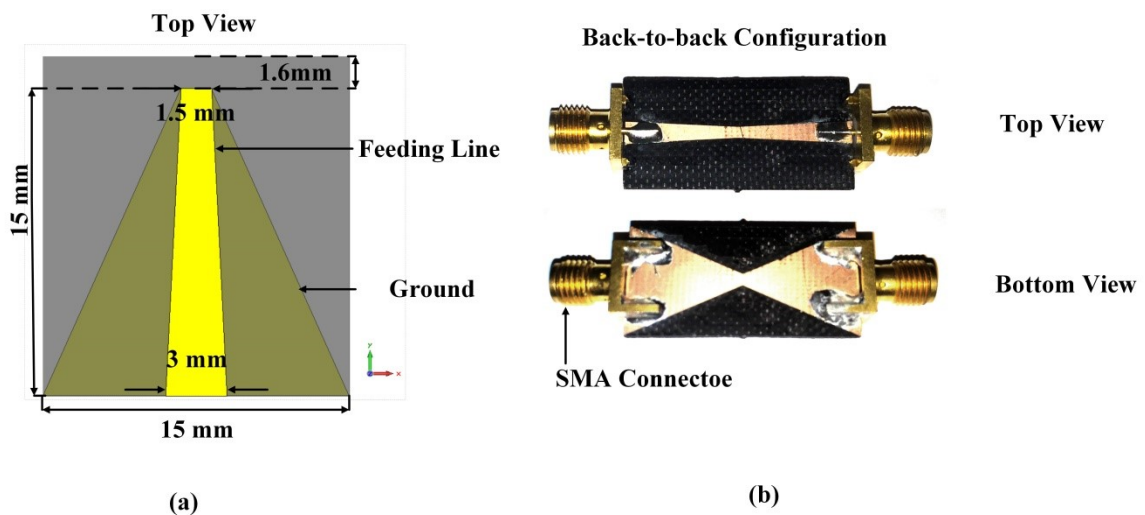 Top View
1.6mm
1.5 mm
Feeding Line
15 mm
Ground
3 mm
15 mm
y
x
(a)
Back-to-back Configuration
Top View
Bottom View
SMA Connectoe
(b)